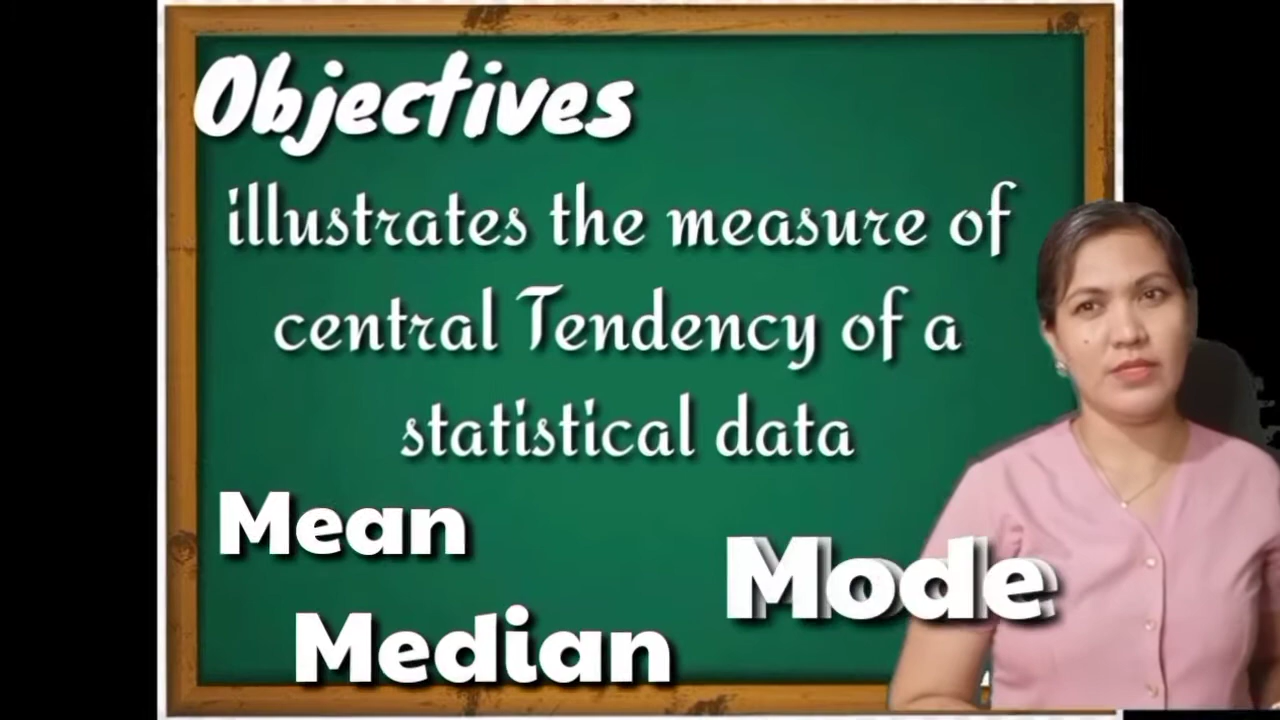 Objectives
illustrates the measure of
central Tendency of a
statistical data
Mean
Mode
Median